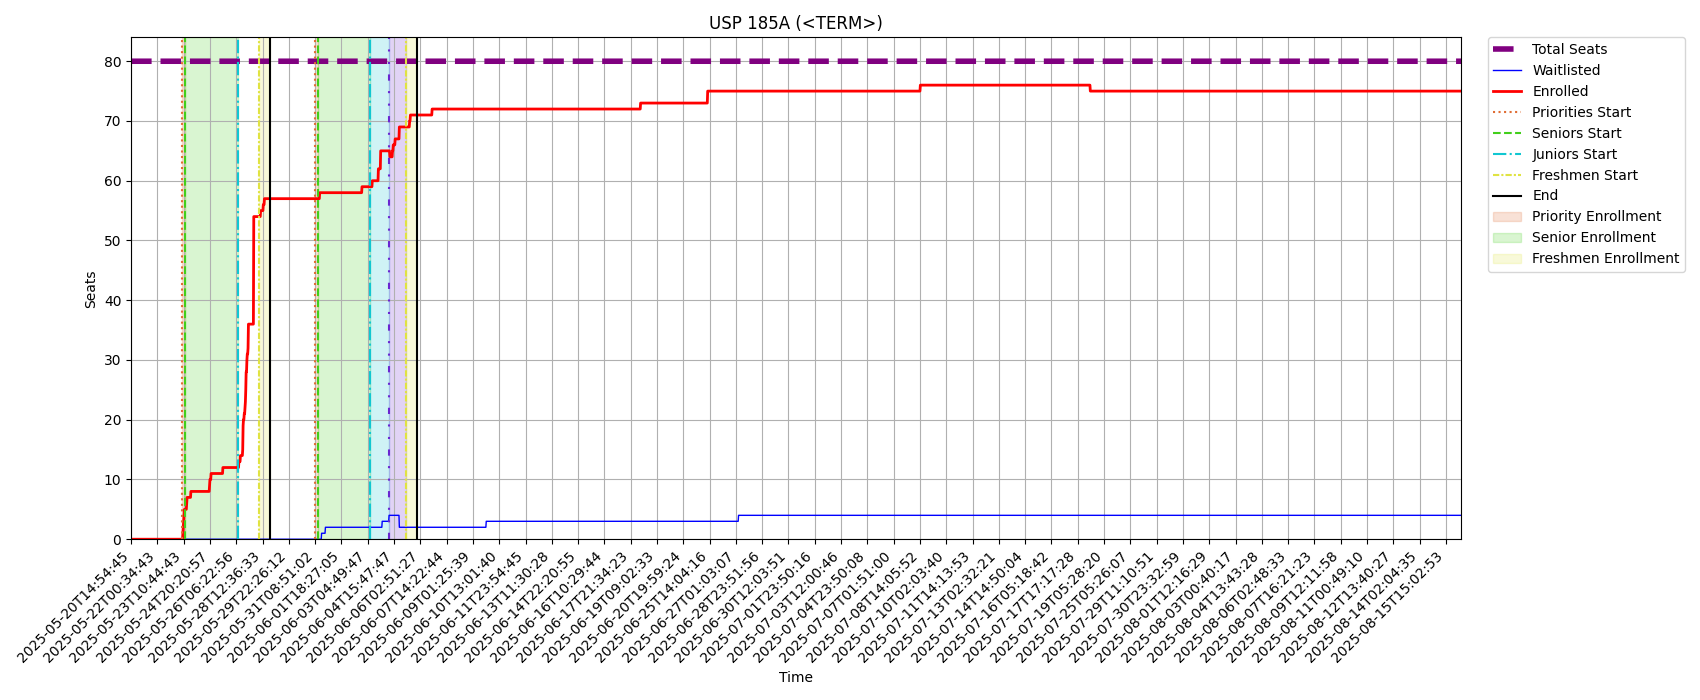 USP 185A (<TERM>)
Total Seats
Waitlisted
Enrolled
Priorities Start
Seniors Start
Juniors Start
Freshmen Start
End
Priority Enrollment
Senior Enrollment
Freshmen Enrollment
Seats
80
70
60
50
40
30
20
10
0
2025-05-20T14:54:45
2025-05-22T00:34:43
2025-05-23T10:44:43
2025-05-24T20:20:57
2025-05-26T06:22:56
2025-05-28T12:36:33
2025-05-29T22:26:12
2025-05-31T08:51:02
2025-06-01T18:27:05
2025-06-03T04:49:47
2025-06-04T15:47:47
2025-06-06T02:51:27
2025-06-07T14:22:44
2025-06-09T01:25:39
2025-06-10T13:01:40
2025-06-11T23:54:45
2025-06-13T11:30:28
2025-06-14T22:20:55
2025-06-16T10:29:44
2025-06-17T21:34:23
2025-06-19T09:02:33
2025-06-20T19:59:24
2025-06-25T14:04:16
2025-06-27T01:03:07
2025-06-28T23:51:56
2025-06-30T12:03:51
2025-07-01T23:50:16
2025-07-03T12:00:46
2025-07-04T23:50:08
2025-07-07T01:51:00
2025-07-08T14:05:52
2025-07-10T02:03:40
2025-07-11T14:13:53
2025-07-13T02:32:21
2025-07-14T14:50:04
2025-07-16T05:18:42
2025-07-17T17:17:28
2025-07-19T05:28:20
2025-07-25T05:26:07
2025-07-29T11:10:51
2025-07-30T23:32:59
2025-08-01T12:16:29
2025-08-03T00:40:17
2025-08-04T13:43:28
2025-08-06T02:48:33
2025-08-07T16:21:23
2025-08-09T12:11:58
2025-08-11T00:49:10
2025-08-12T13:40:27
2025-08-14T02:04:35
2025-08-15T15:02:53
Time